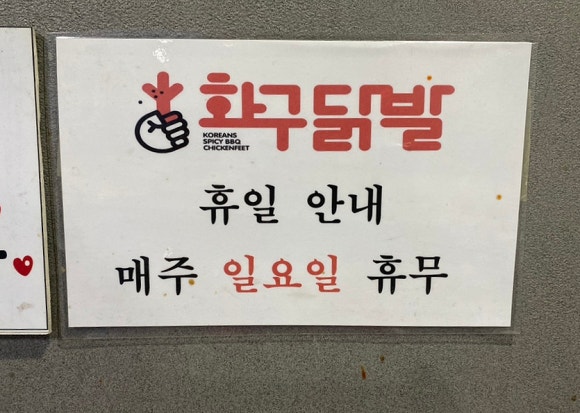 화구닭발
KOREANS
SPICY BBQ
CHICKENFEET
휴일 안내
매주 일요일 휴무